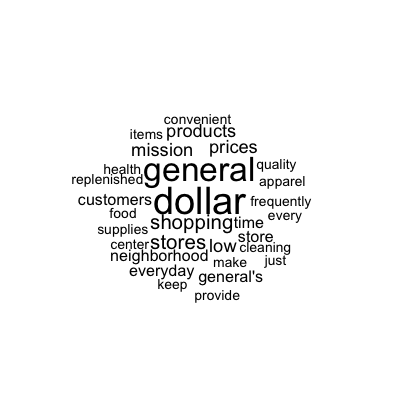 convenient
items products
mission prices
health general quality
replenished apparel
customers dollar frequently
food every
shopping time
supplies store
center stores low cleaning
neighborhood make just
everyday general's
keep
provide